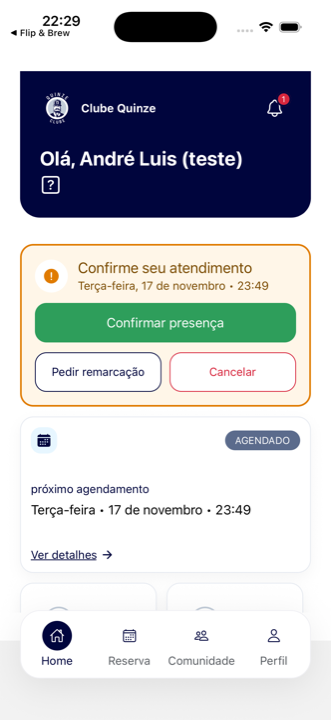 22:29
◀ Flip & Brew
QUINZE
CLUBE
Clube Quinze
1
Olá, André Luis (teste)
?
Confirme seu atendimento
Terça-feira, 17 de novembro • 23:49
Confirmar presença
Pedir remarcação
Cancelar
AGENDADO
próximo agendamento
Terça-feira • 17 de novembro • 23:49
Ver detalhes →
Home
Reserva
Comunidade
Perfil